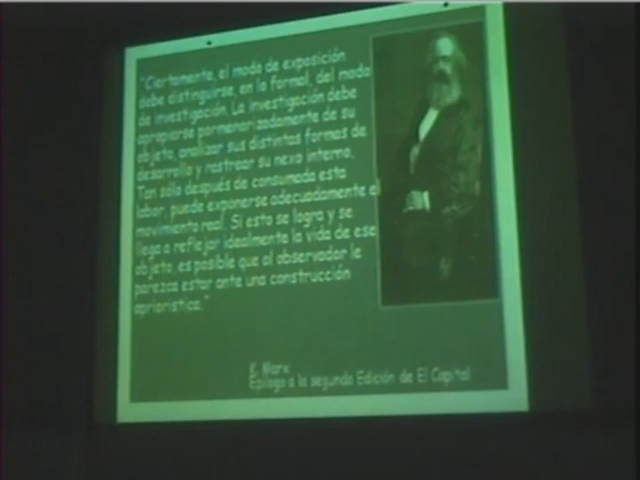 "Ciertamente, el modo de exposición
debe distinguirse, en lo formal, del modo
de investigación. La investigación debe
apropiarse pormenorizadamente de su
objeto, analizar sus distintas formas de
desarrollo y rastrear su nexo interno.
Tan sólo después de consumada esta
labor, puede exponerse adecuadamente el
movimiento real. Si esto se logra y se
llega a reflejar idealmente la vida de ese
objeto, es posible que al observador le
parezca estar ante una construcción
apriorística."
K. Marx
Epílogo a la segunda Edición de El Capital